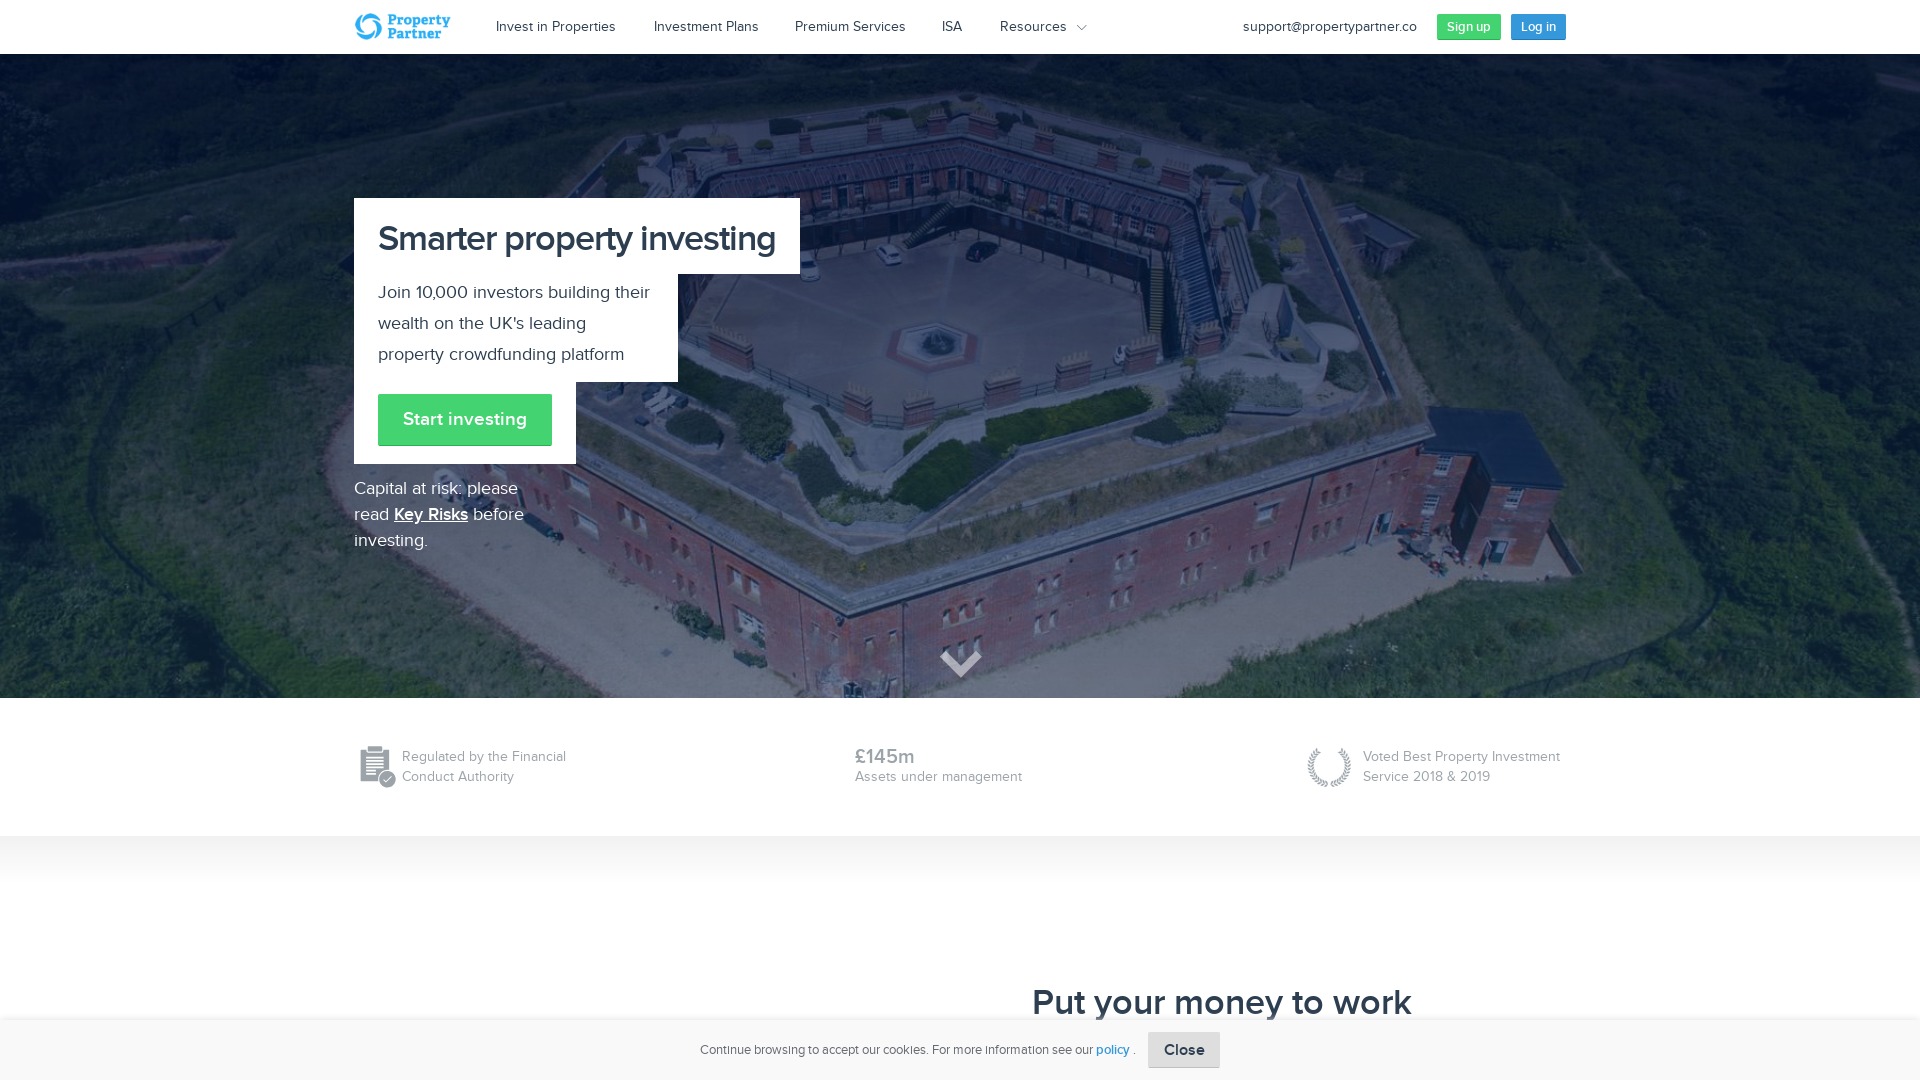 Property
Partner
Invest in Properties
Investment Plans
Premium Services
ISA
Resources
support@propertypartner.co
Sign up
Log in
Smarter property investing
Join 10,000 investors building their
wealth on the UK's leading
property crowdfunding platform
Start investing
Capital at risk: please
read Key Risks before
investing.
Regulated by the Financial
Conduct Authority
£145m
Assets under management
Voted Best Property Investment
Service 2018 & 2019
Put your money to work
Continue browsing to accept our cookies. For more information see our policy .
Close